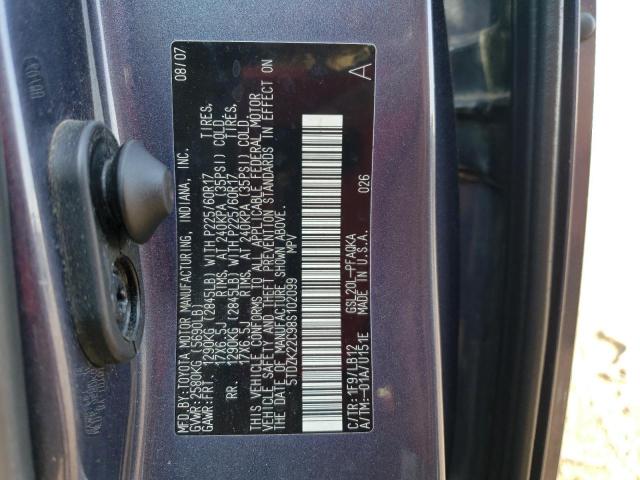 MFD. BY: TOYOTA MOTOR MANUFACTURING, INDIANA, INC. 08/07
GVWR: 2580KG (5690LB)
GAWR: FRT. 1290KG (2845LB) WITH P225/60R17 TIRES,
17X6.5J RIMS, AT 240KPA (35PSI) COLD.
RR. 1290KG (2845LB) WITH P225/60R17 TIRES,
17X6.5J RIMS, AT 240KPA (35PSI) COLD.
THIS VEHICLE CONFORMS TO ALL APPLICABLE FEDERAL MOTOR
VEHICLE SAFETY AND THEFT PREVENTION STANDARDS IN EFFECT ON
THE DATE OF MANUFACTURE SHOWN ABOVE.
5TDZK22C98S102099 MPV
A
026
C/TR: 1F9/LB12 GSL20L-PFAQKA
A/TM: -01A/U151E MADE IN U.S.A.